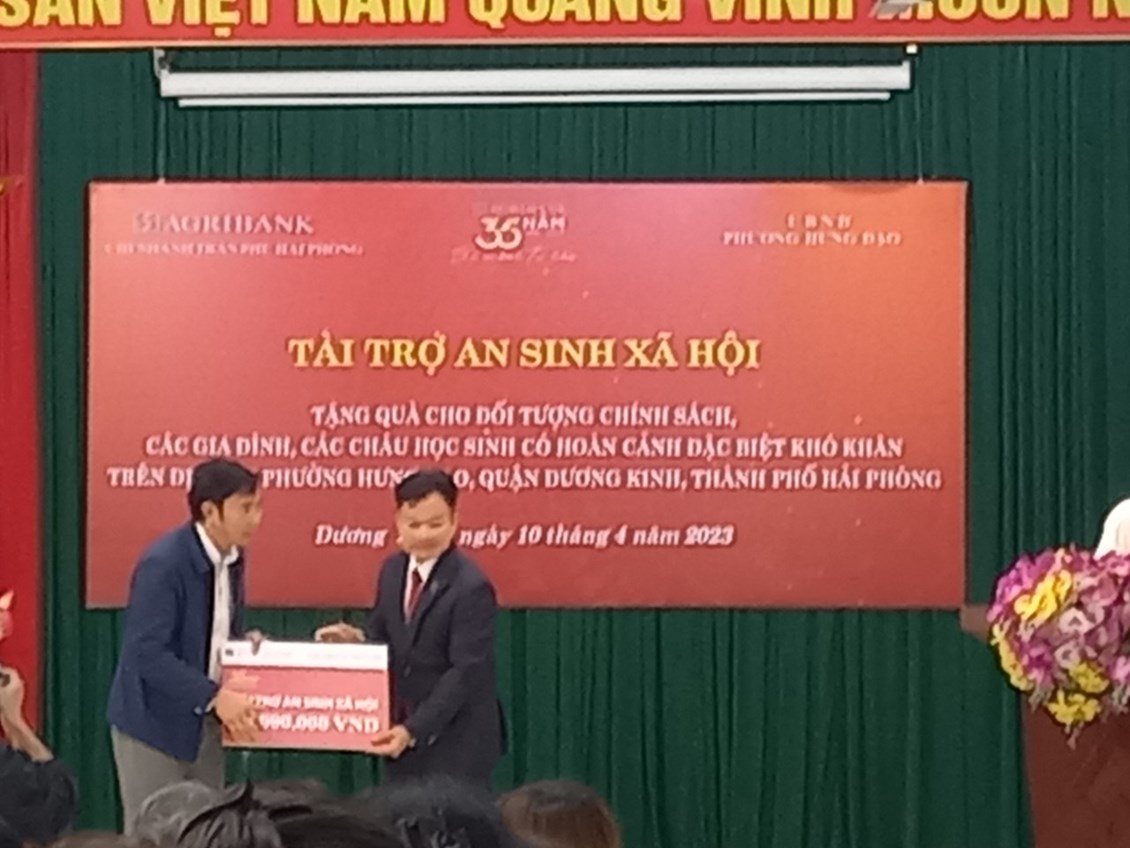 SẢN VIỆT NAM QUANG VINH MUÔN N
AGRIBANK
CHI NHÁNH TRẦN PHÚ HẢI PHÒNG
35 NĂM
UBND
PHƯỜNG HƯNG ĐẠO
TÀI TRỢ AN SINH XÃ HỘI
TẶNG QUÀ CHO ĐỐI TƯỢNG CHÍNH SÁCH,
CÁC GIA ĐÌNH, CÁC CHÁU HỌC SINH CÓ HOÀN CẢNH ĐẶC BIỆT KHÓ KHĂN
TRÊN PHƯỜNG QUẬN DƯƠNG KINH, THÀNH PHỐ HẢI PHÒNG
Dương ngày 10 tháng 4 năm 2023
TRỢ AN SINH XÃ HỘI
000.000 VND